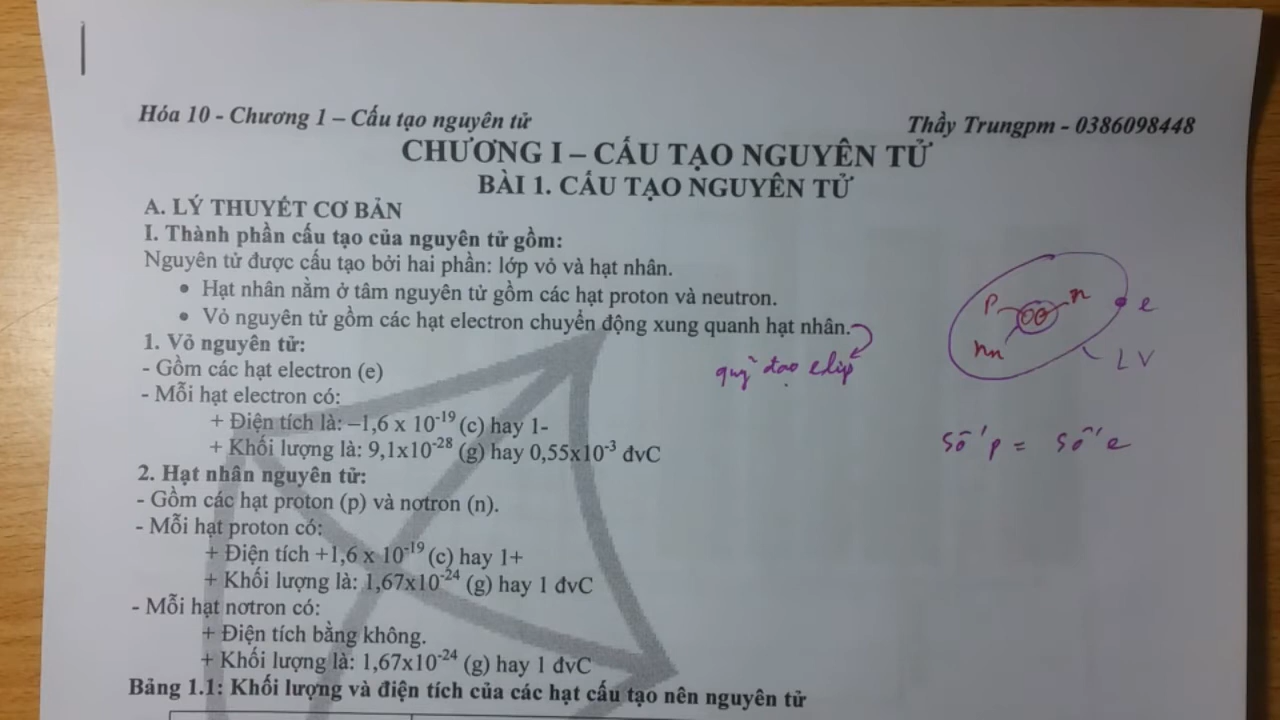 Hóa 10 - Chương 1 – Cấu tạo nguyên tử
Thầy Trungpm - 0386098448
CHƯƠNG I – CẤU TẠO NGUYÊN TỬ
BÀI 1. CẤU TẠO NGUYÊN TỬ
A. LÝ THUYẾT CƠ BẢN
I. Thành phần cấu tạo của nguyên tử gồm:
Nguyên tử được cấu tạo bởi hai phần: lớp vỏ và hạt nhân.
• Hạt nhân nằm ở tâm nguyên tử gồm các hạt proton và neutron.
• Vỏ nguyên tử gồm các hạt electron chuyển động xung quanh hạt nhân.
quỹ đạo elip
p
n
e
hn
LV
1. Vỏ nguyên tử:
- Gồm các hạt electron (e)
- Mỗi hạt electron có:
+ Điện tích là: –1,6 x 10⁻¹⁹ (c) hay 1-
+ Khối lượng là: 9,1x10⁻²⁸ (g) hay 0,55x10⁻³ đvC
số p = số e
2. Hạt nhân nguyên tử:
- Gồm các hạt proton (p) và nơtron (n).
- Mỗi hạt proton có:
+ Điện tích +1,6 x 10⁻¹⁹ (c) hay 1+
+ Khối lượng là: 1,67x10⁻²⁴ (g) hay 1 đvC
- Mỗi hạt nơtron có:
+ Điện tích bằng không.
+ Khối lượng là: 1,67x10⁻²⁴ (g) hay 1 đvC
Bảng 1.1: Khối lượng và điện tích của các hạt cấu tạo nên nguyên tử